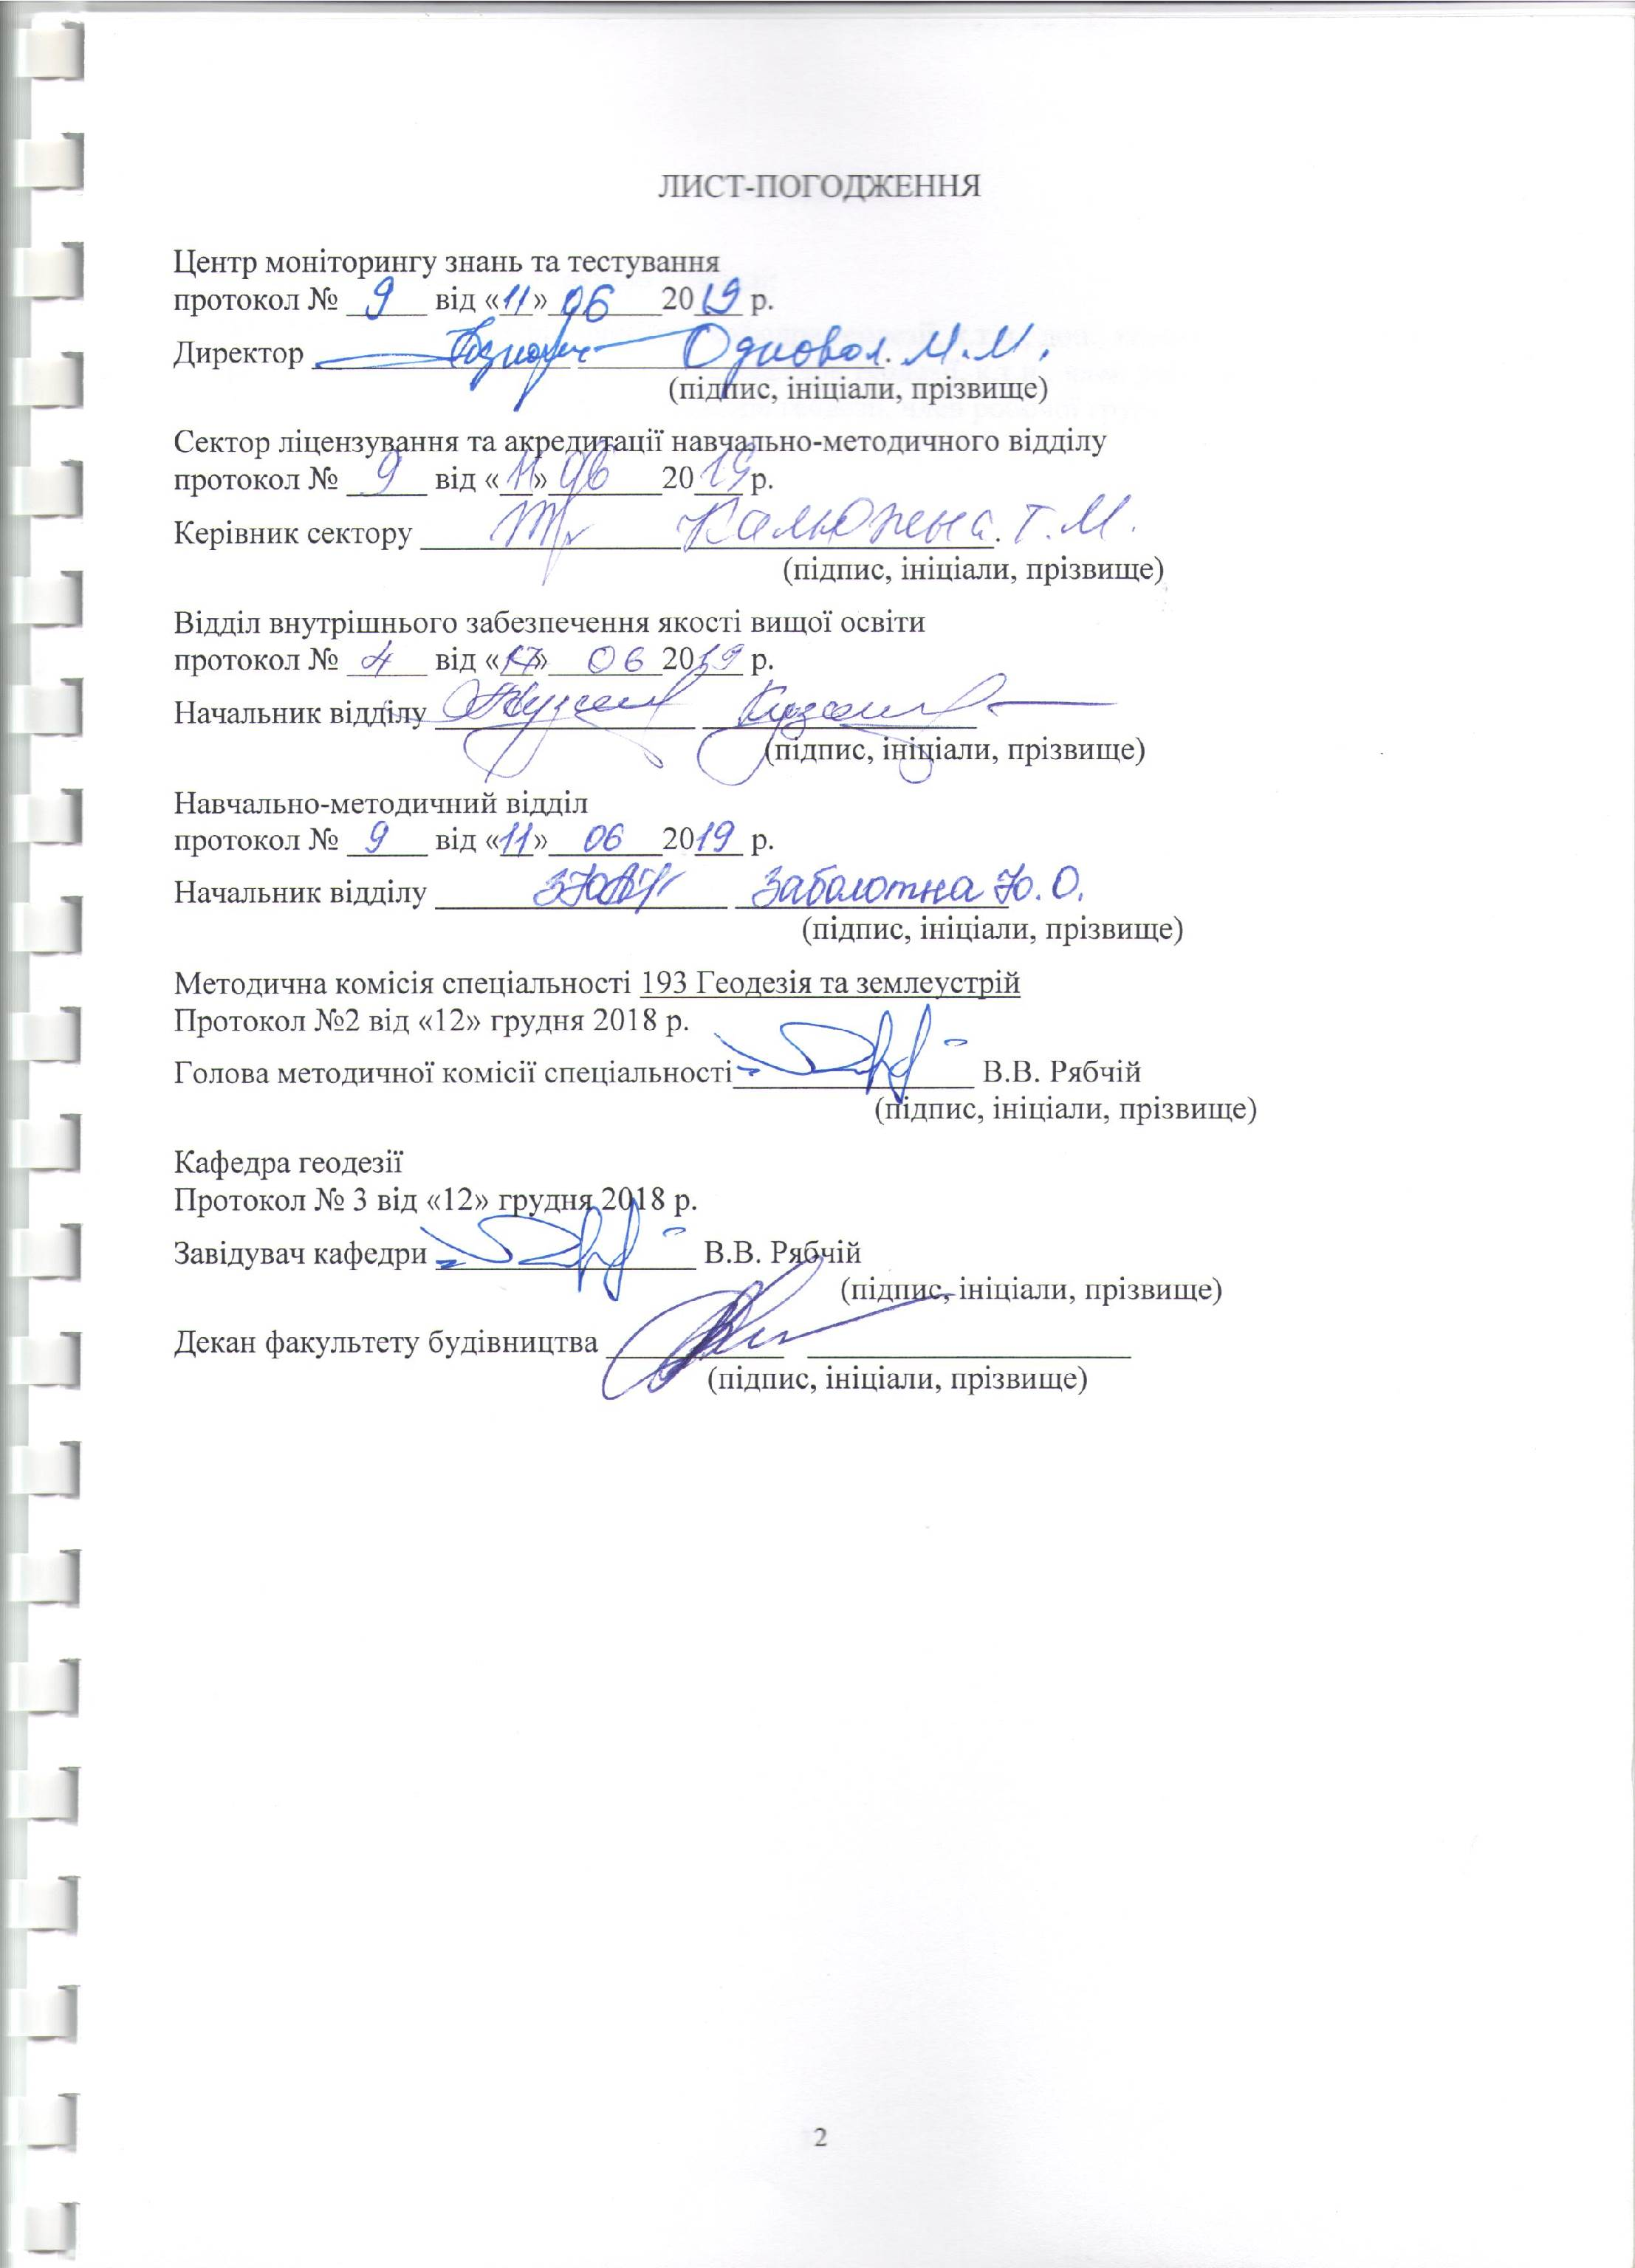 ЛИСТ-ПОГОДЖЕННЯ
Центр моніторингу знань та тестування
протокол № 9 від «11» 06 2019 р.
Директор Одновол М.М.
(підпис, ініціали, прізвище)
Сектор ліцензування та акредитації навчально-методичного відділу
протокол № 9 від «11» 06 2019 р.
Керівник сектору Калюжна Т.М.
(підпис, ініціали, прізвище)
Відділ внутрішнього забезпечення якості вищої освіти
протокол № 4 від «17» 06 2019 р.
Начальник відділу
(підпис, ініціали, прізвище)
Навчально-методичний відділ
протокол № 9 від «11» 06 2019 р.
Начальник відділу Заболотна Ю.О.
(підпис, ініціали, прізвище)
Методична комісія спеціальності 193 Геодезія та землеустрій
Протокол №2 від «12» грудня 2018 р.
Голова методичної комісії спеціальності В.В. Рябчій
(підпис, ініціали, прізвище)
Кафедра геодезії
Протокол № 3 від «12» грудня 2018 р.
Завідувач кафедри В.В. Рябчій
(підпис, ініціали, прізвище)
Декан факультету будівництва
(підпис, ініціали, прізвище)
2